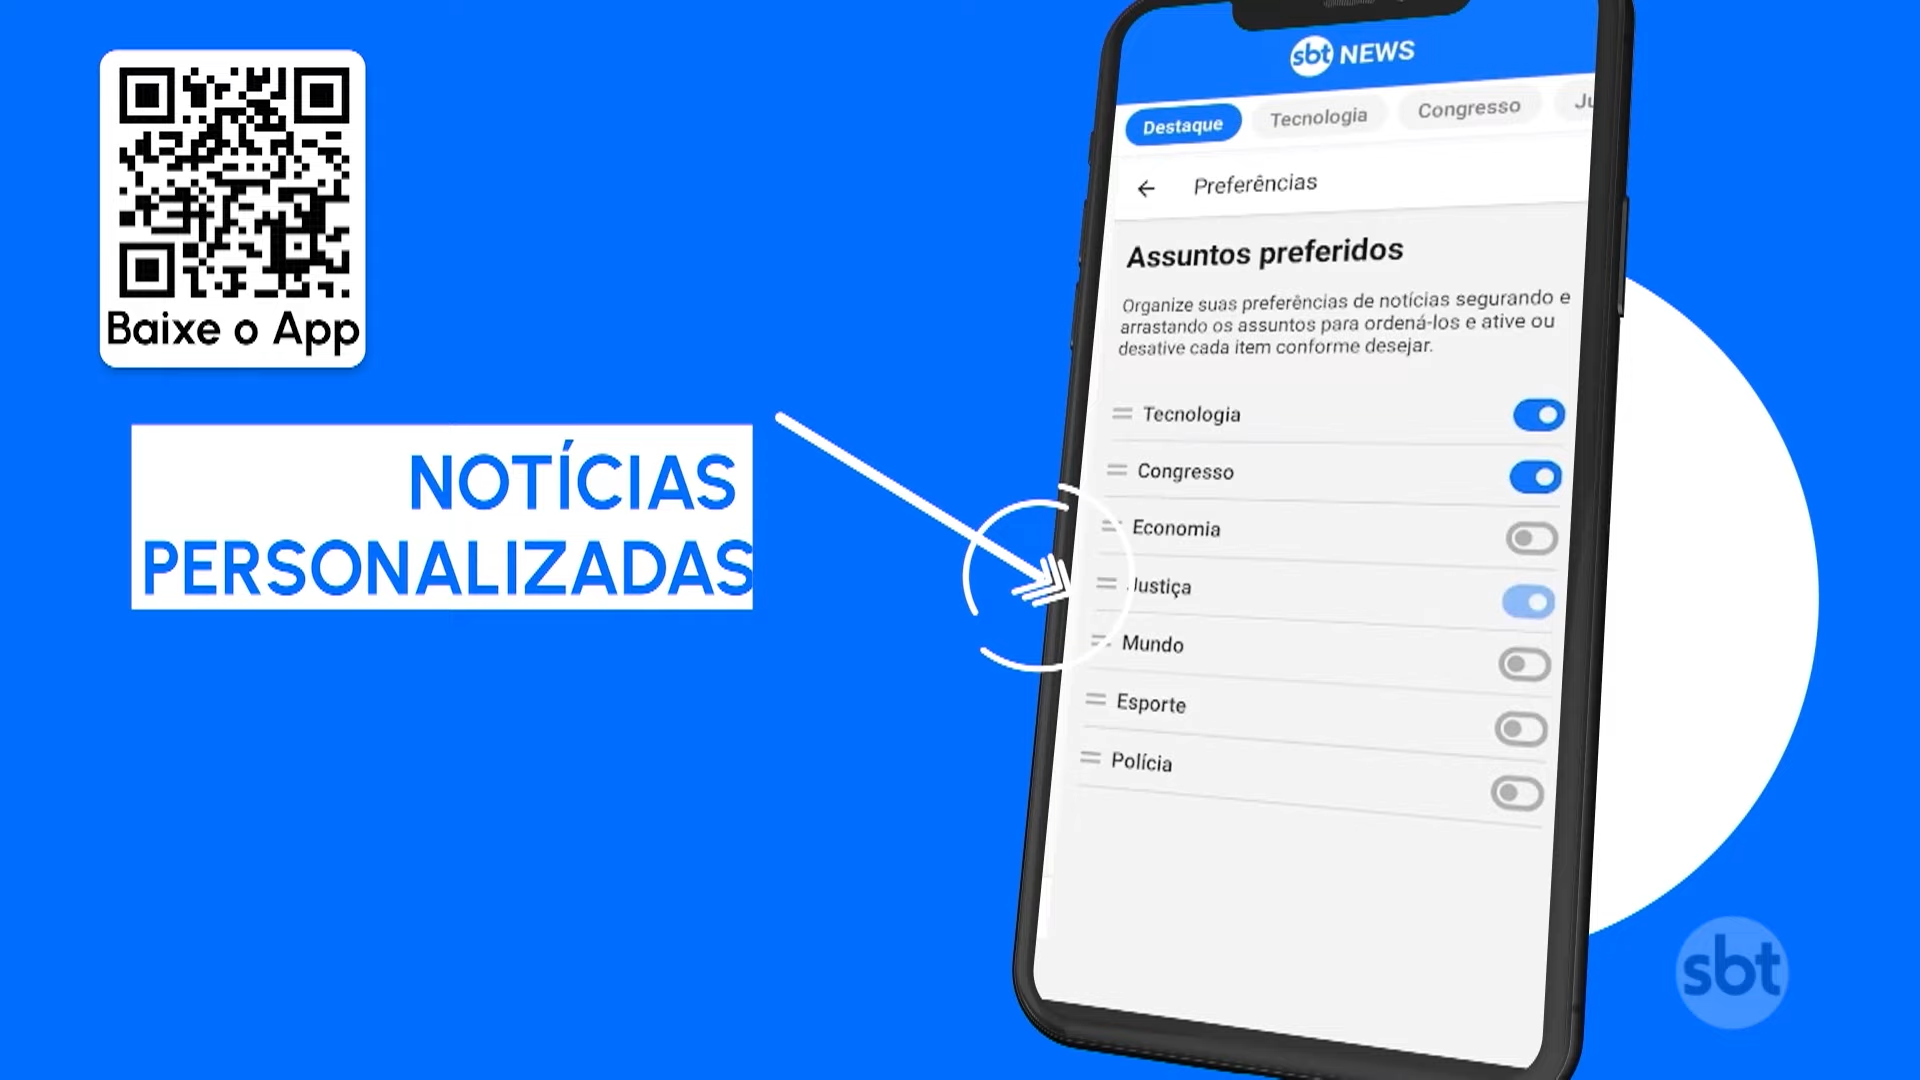 Baixe o App
NOTÍCIAS
PERSONALIZADAS
sbt NEWS
Destaque Tecnologia Congresso Ju
Preferências
Assuntos preferidos
Organize suas preferências de notícias segurando e
arrastando os assuntos para ordená-los e ative ou
desative cada item conforme desejar.
Tecnologia
Congresso
Economia
Justiça
Mundo
Esporte
Polícia
sbt